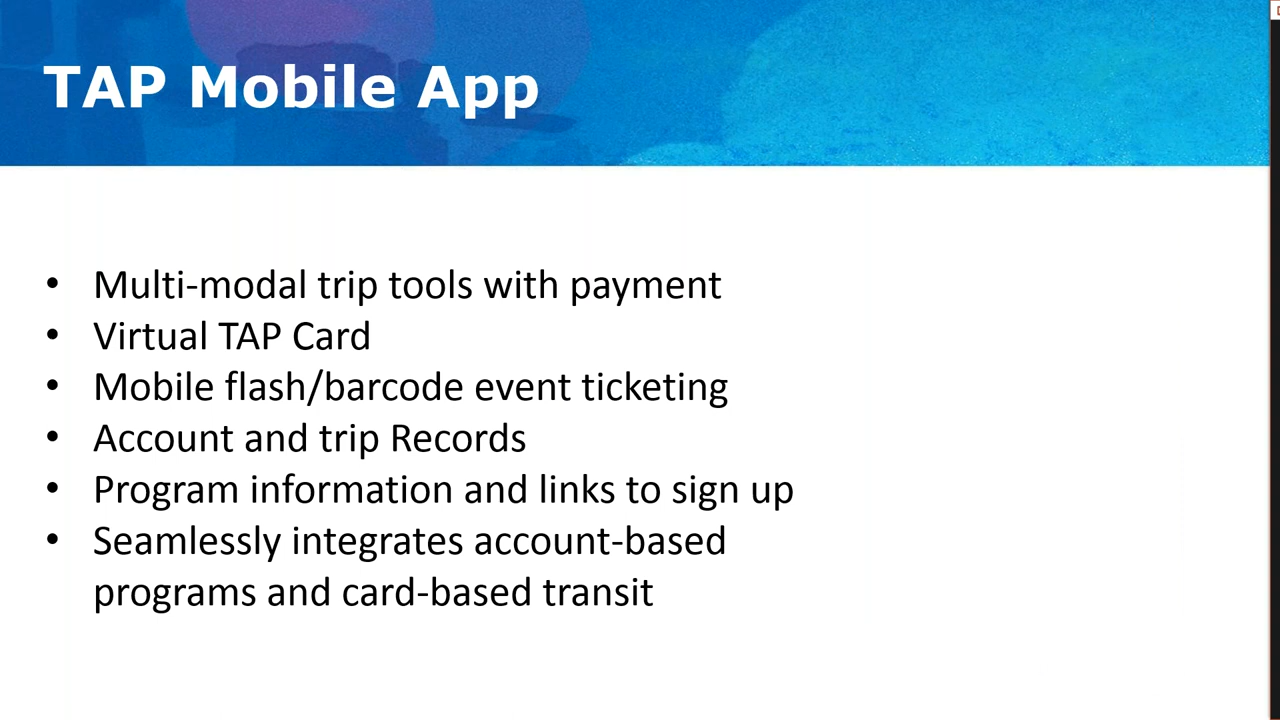 TAP Mobile App
• Multi-modal trip tools with payment
• Virtual TAP Card
• Mobile flash/barcode event ticketing
• Account and trip Records
• Program information and links to sign up
• Seamlessly integrates account-based
programs and card-based transit